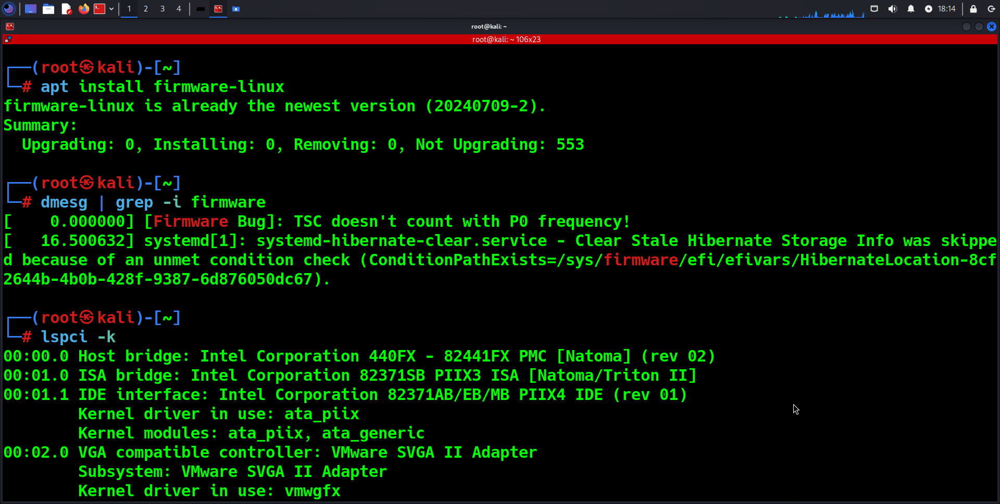 1 2 3 4 18:14
root@kali: ~
root@kali: ~ 106x23
┌──(root㉿kali)-[~]
└─# apt install firmware-linux
firmware-linux is already the newest version (20240709-2).
Summary:
  Upgrading: 0, Installing: 0, Removing: 0, Not Upgrading: 553
┌──(root㉿kali)-[~]
└─# dmesg | grep -i firmware
[    0.000000] [Firmware Bug]: TSC doesn't count with P0 frequency!
[   16.500632] systemd[1]: systemd-hibernate-clear.service - Clear Stale Hibernate Storage Info was skippe
d because of an unmet condition check (ConditionPathExists=/sys/firmware/efi/efivars/HibernateLocation-8cf
2644b-4b0b-428f-9387-6d876050dc67).
┌──(root㉿kali)-[~]
└─# lspci -k
00:00.0 Host bridge: Intel Corporation 440FX - 82441FX PMC [Natoma] (rev 02)
00:01.0 ISA bridge: Intel Corporation 82371SB PIIX3 ISA [Natoma/Triton II]
00:01.1 IDE interface: Intel Corporation 82371AB/EB/MB PIIX4 IDE (rev 01)
        Kernel driver in use: ata_piix
        Kernel modules: ata_piix, ata_generic
00:02.0 VGA compatible controller: VMware SVGA II Adapter
        Subsystem: VMware SVGA II Adapter
        Kernel driver in use: vmwgfx